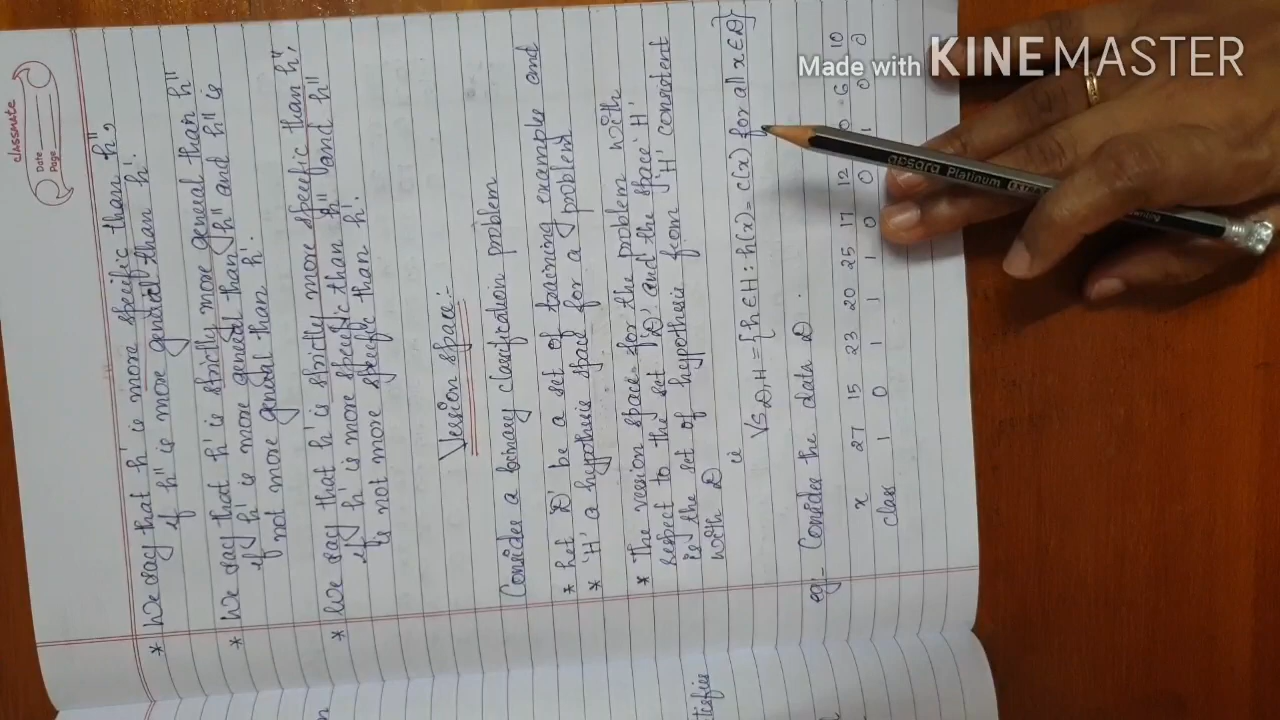 classmate
Date
Page
* We say that h' is more specific than h'',
if h'' is more general than h'.
* We say that h' is strictly more general than h''
if h' is more general than h'' and h'' is
not more general than h'.
* We say that h' is strictly more specific than h'',
if h' is more specific than h'' and h''
is not more specific than h'.
Version space:-
Consider a binary classification problem
* Let 'D' be a set of training example and
* 'H' a hypothesis space for a problem
* The version space for the problem with
respect to the set 'D' and the space 'H'
is the set of hypothesis from 'H' consistent
with D ie
VS D,H = {h ∈ H : h(x) = c(x) for all x ∈ D}
eg:- Consider the data D.
x 27 15 23 20 25 17 12 6 10
class 1 0 1 1 1 0 0 1 0 0
Made with KINEMASTER
apsara Platinum